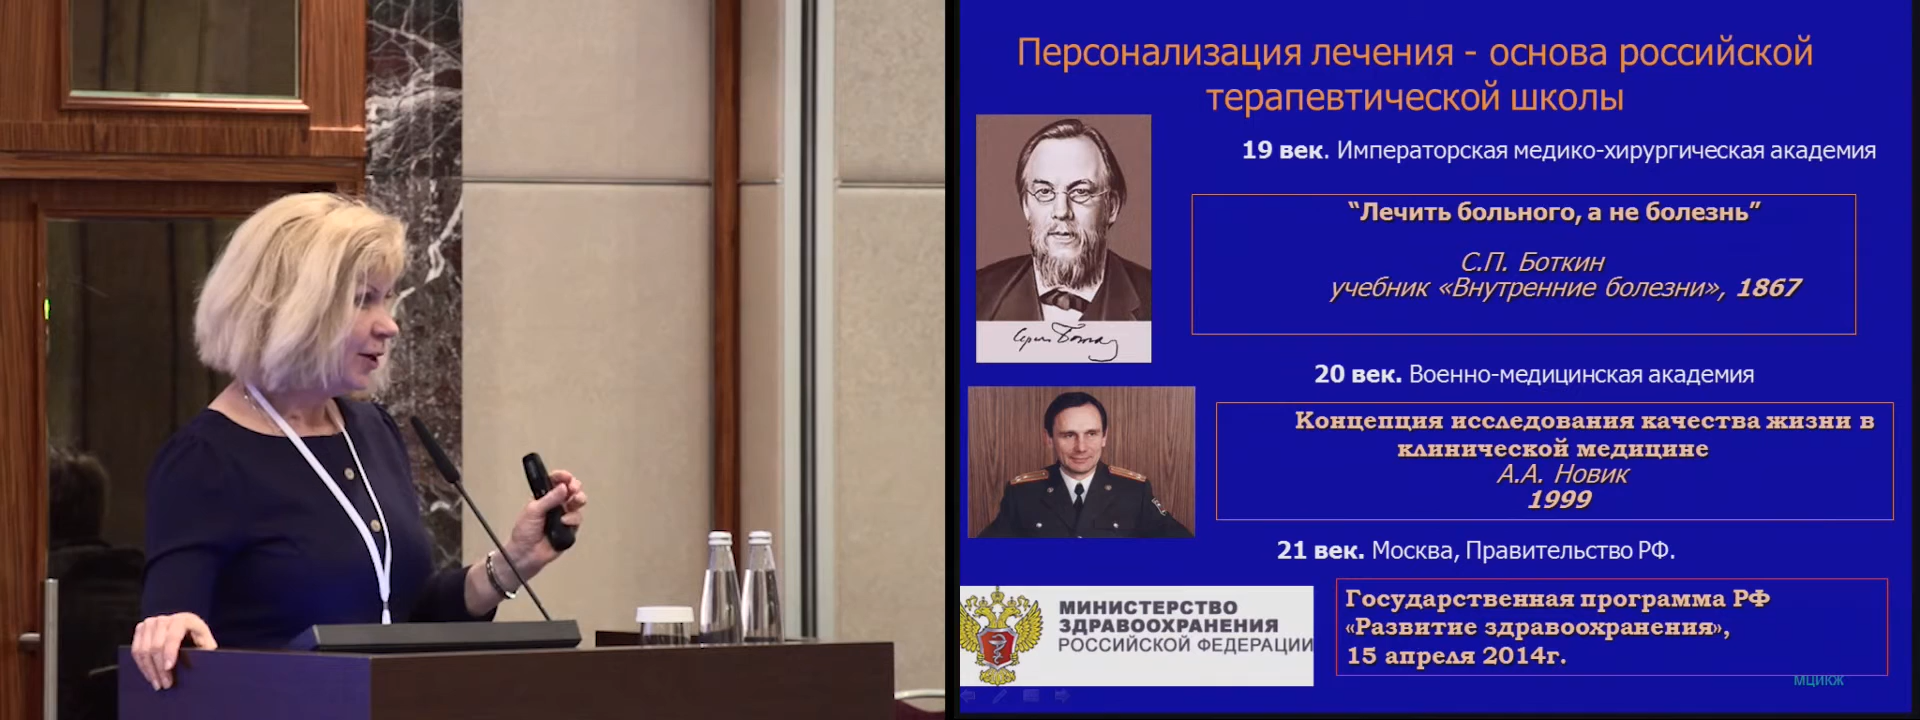 Персонализация лечения - основа российской
терапевтической школы
19 век. Императорская медико-хирургическая академия
“Лечить больного, а не болезнь”
С.П. Боткин
учебник «Внутренние болезни», 1867
20 век. Военно-медицинская академия
Концепция исследования качества жизни в
клинической медицине
А.А. Новик
1999
21 век. Москва, Правительство РФ.
МИНИСТЕРСТВО
ЗДРАВООХРАНЕНИЯ
РОССИЙСКОЙ ФЕДЕРАЦИИ
Государственная программа РФ
«Развитие здравоохранения»,
15 апреля 2014г.
МЦИКЖ